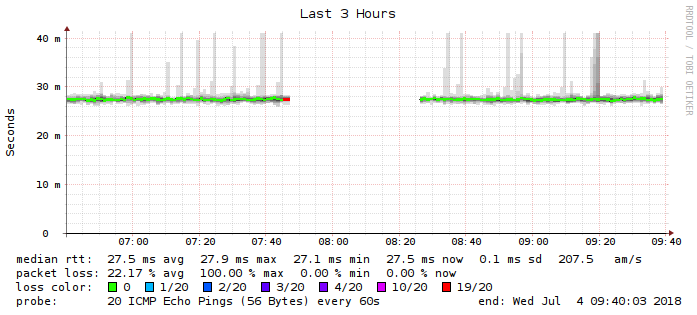 Last 3 Hours
RRDTOOL / TOBI OETIKER
Seconds
40 m
30 m
20 m
10 m
0
07:00 07:20 07:40 08:00 08:20 08:40 09:00 09:20 09:40
median rtt: 27.5 ms avg 27.9 ms max 27.1 ms min 27.5 ms now 0.1 ms sd 207.5 am/s
packet loss: 22.17 % avg 100.00 % max 0.00 % min 0.00 % now
loss color: 0 1/20 2/20 3/20 4/20 10/20 19/20
probe: 20 ICMP Echo Pings (56 Bytes) every 60s end: Wed Jul 4 09:40:03 2018